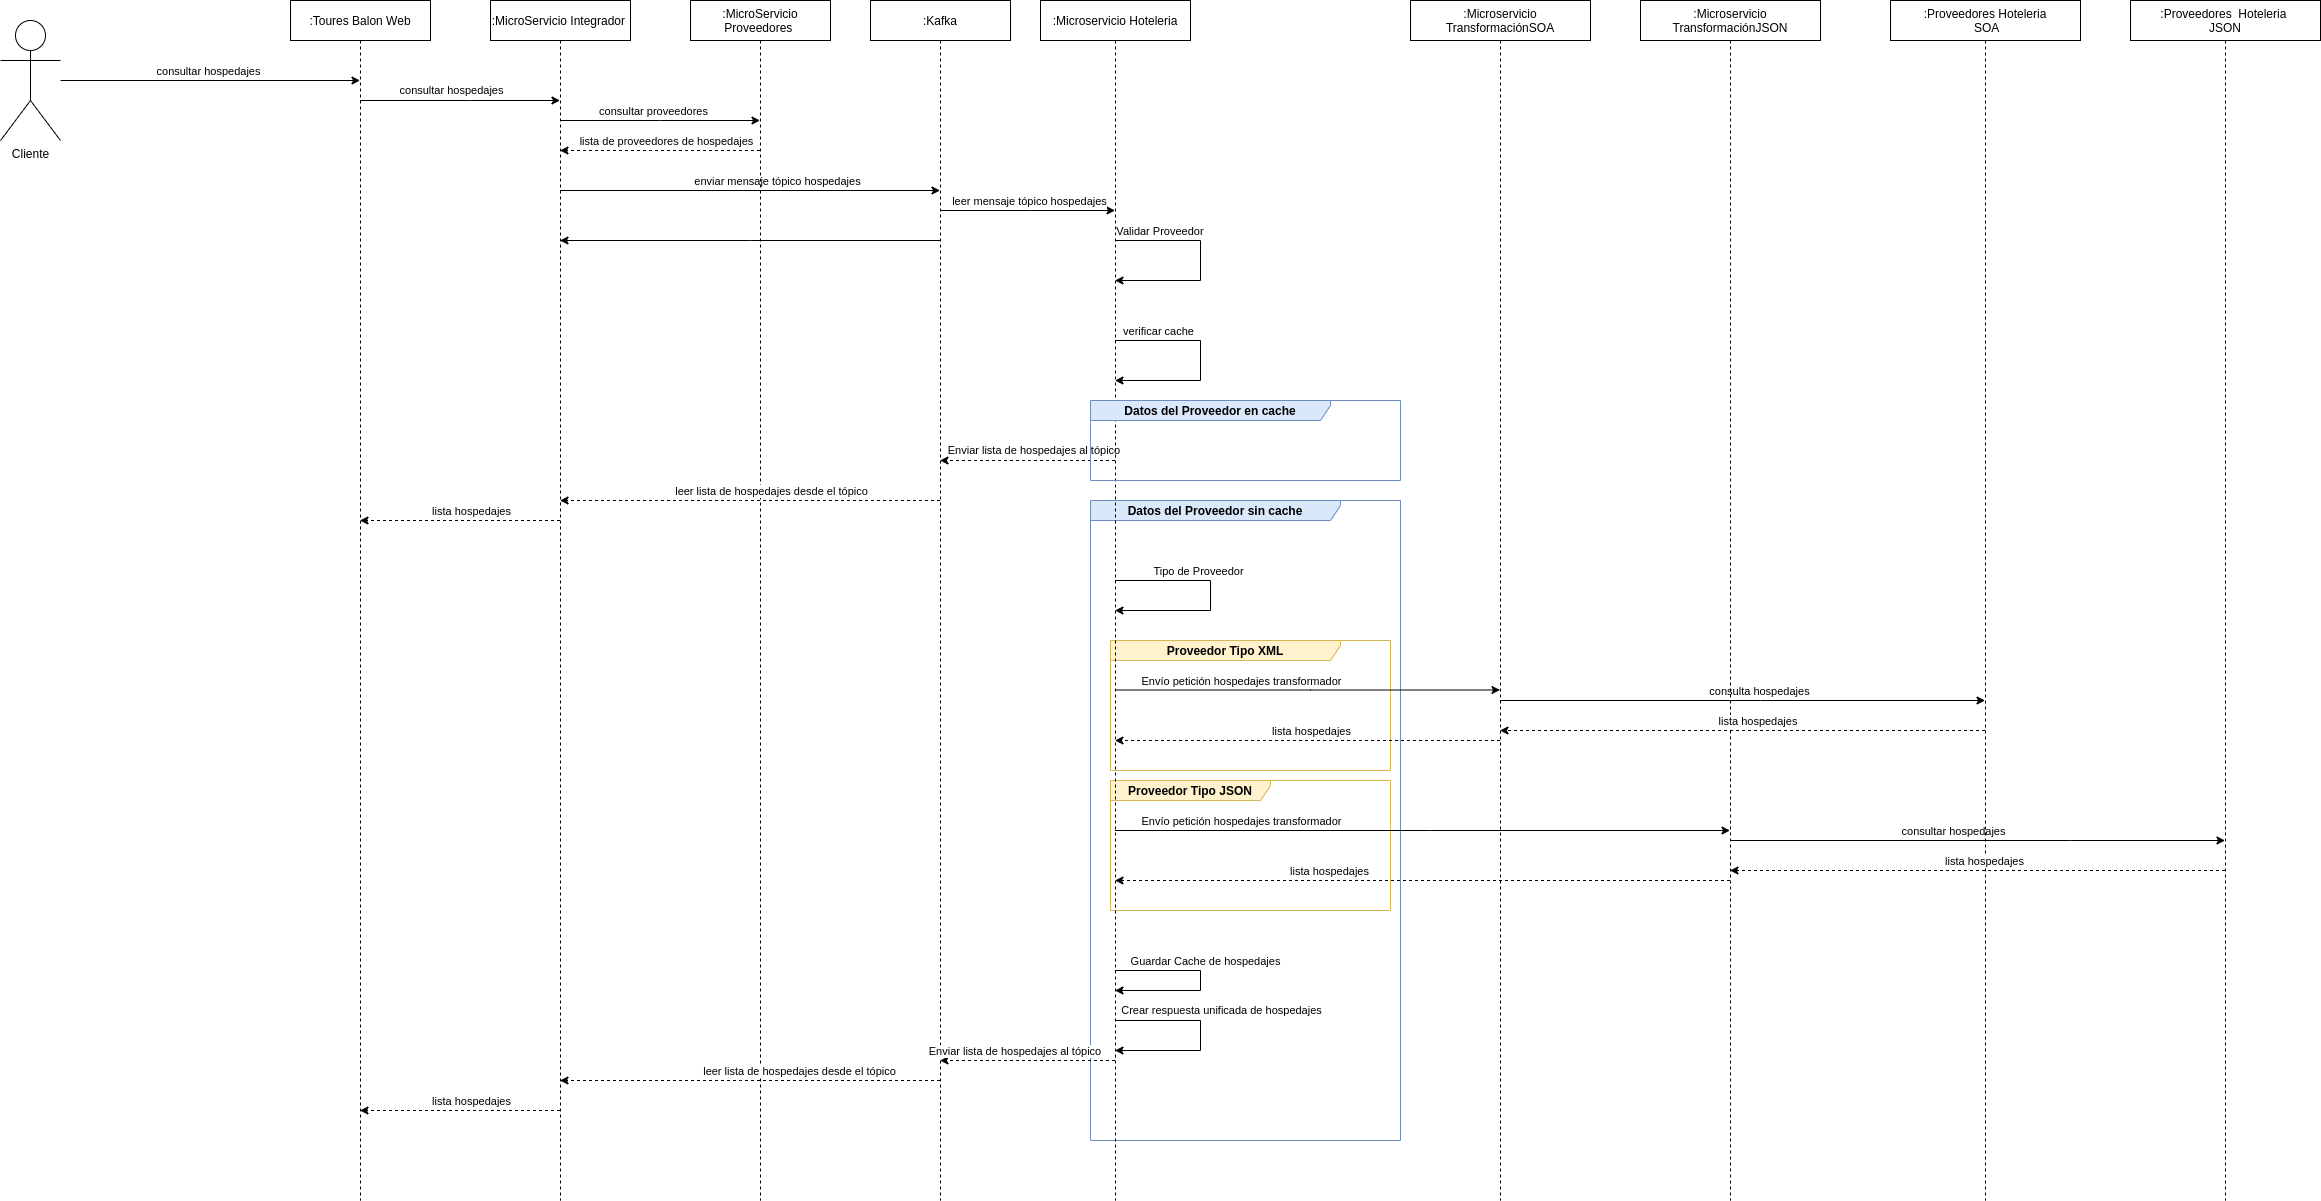 :Toures Balon Web
:MicroServicio Integrador
:MicroServicio
Proveedores
:Kafka
:Microservicio Hoteleria
:Microservicio
TransformaciónSOA
:Microservicio
TransformaciónJSON
:Proveedores Hoteleria
SOA
:Proveedores Hoteleria
JSON
Cliente
consultar hospedajes
consultar hospedajes
consultar proveedores
lista de proveedores de hospedajes
enviar mensaje tópico hospedajes
leer mensaje tópico hospedajes
Validar Proveedor
verificar cache
Datos del Proveedor en cache
Enviar lista de hospedajes al tópico
leer lista de hospedajes desde el tópico
lista hospedajes
Datos del Proveedor sin cache
Tipo de Proveedor
Proveedor Tipo XML
Envío petición hospedajes transformador
consulta hospedajes
lista hospedajes
lista hospedajes
Proveedor Tipo JSON
Envío petición hospedajes transformador
consultar hospedajes
lista hospedajes
lista hospedajes
Guardar Cache de hospedajes
Crear respuesta unificada de hospedajes
Enviar lista de hospedajes al tópico
leer lista de hospedajes desde el tópico
lista hospedajes